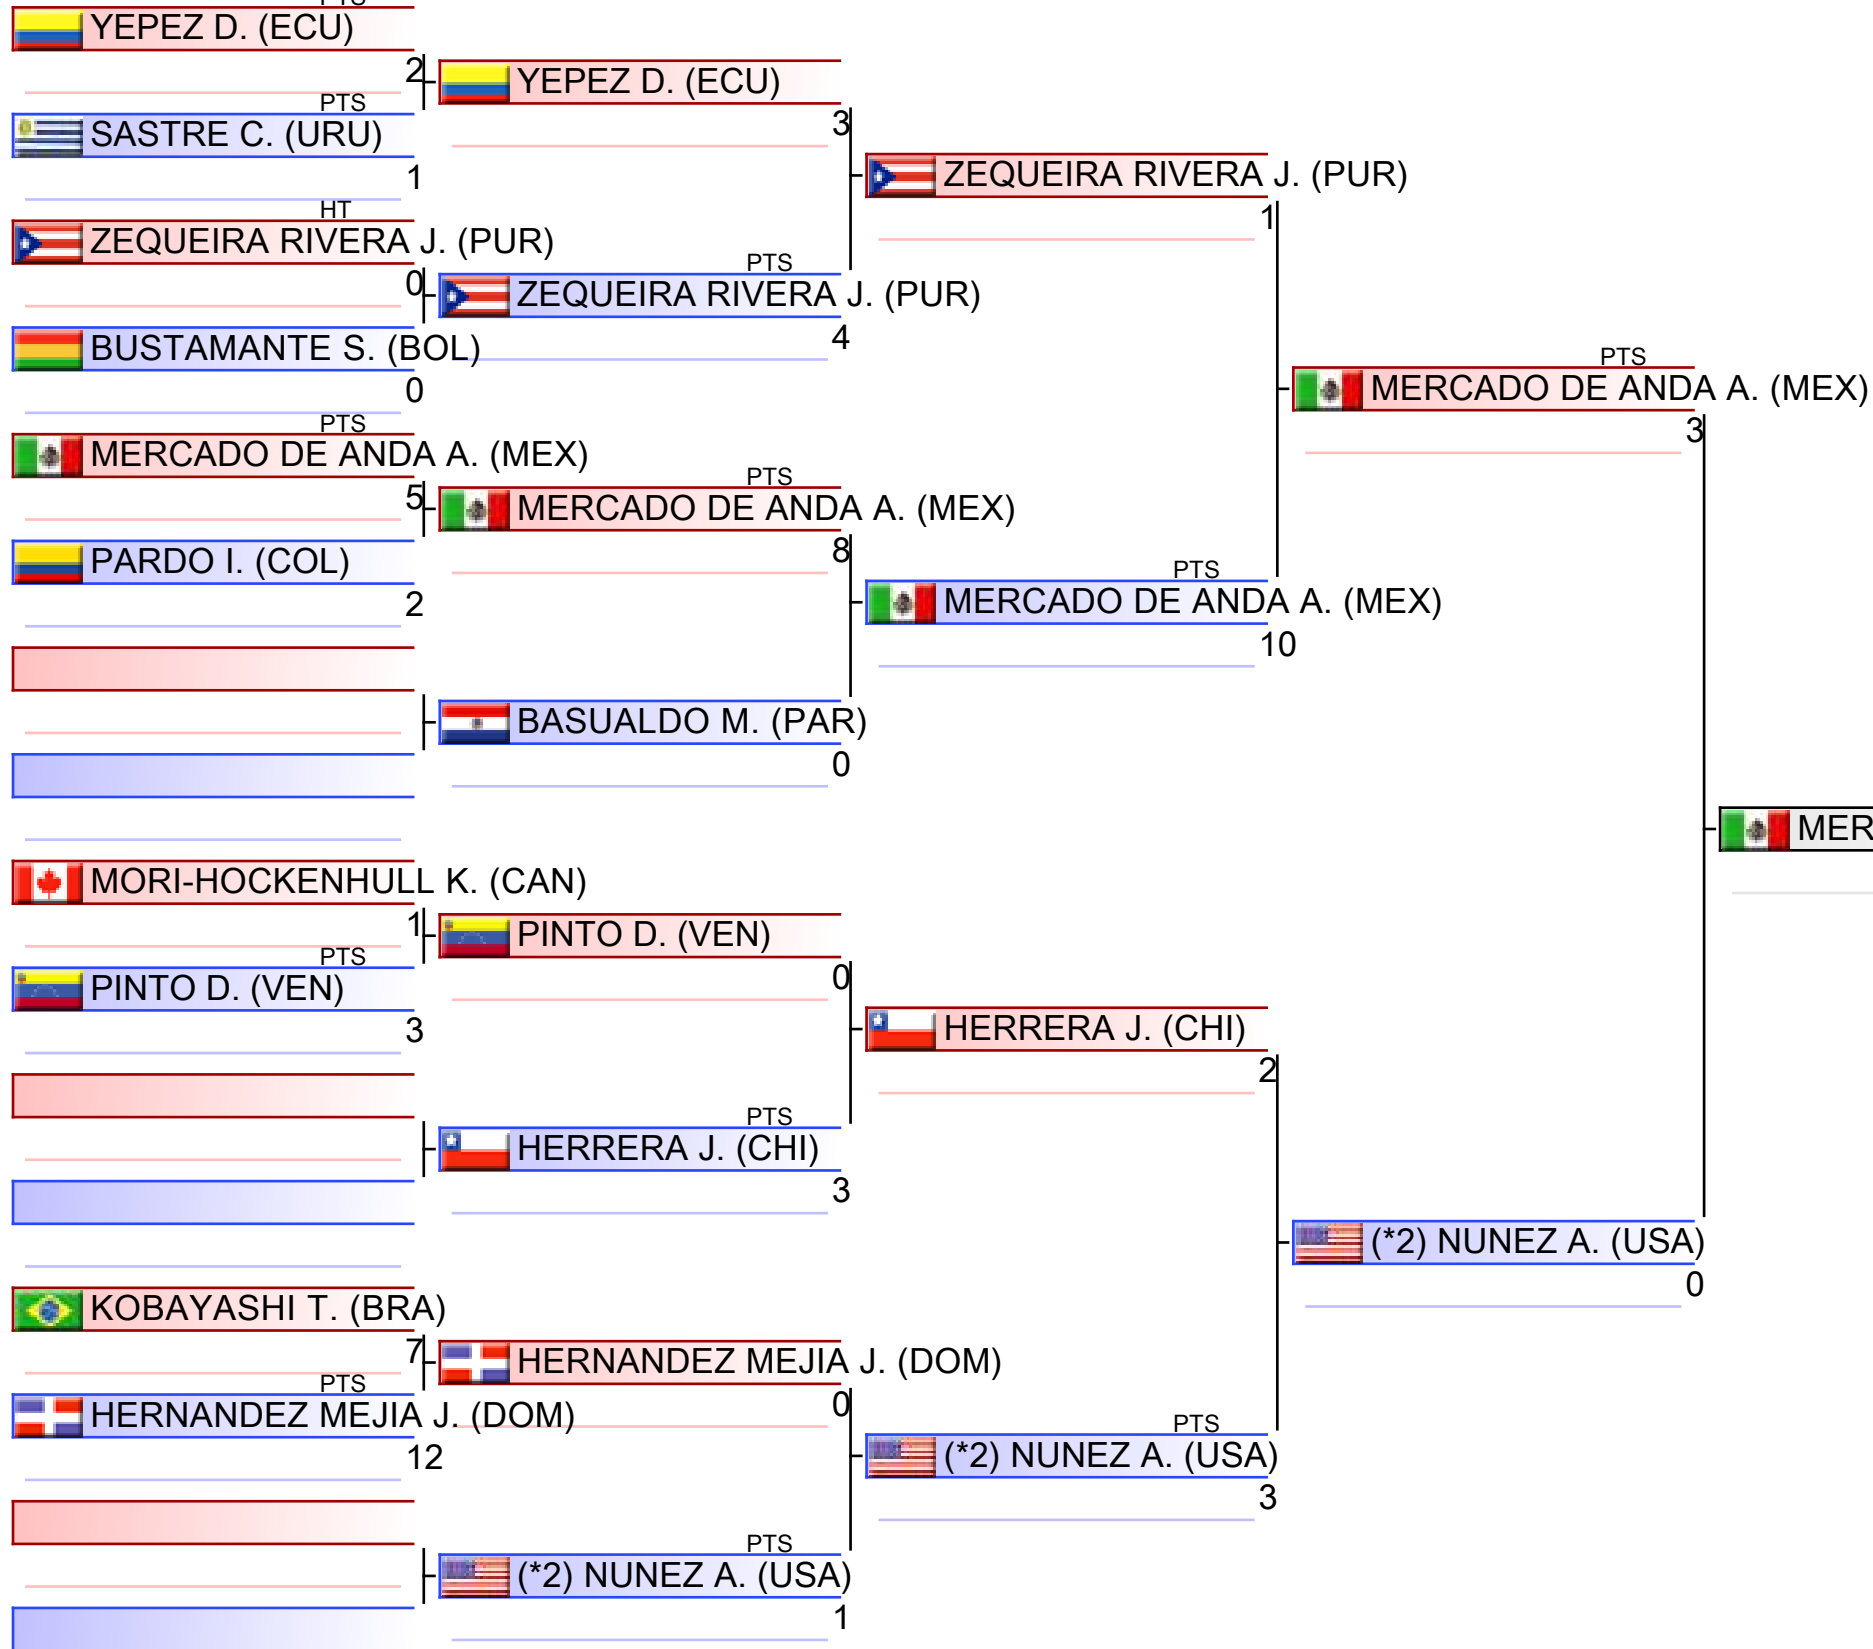 PTS
YEPEZ D. (ECU)
2
PTS
SASTRE C. (URU)
1
HT
ZEQUEIRA RIVERA J. (PUR)
0
BUSTAMANTE S. (BOL)
0
PTS
MERCADO DE ANDA A. (MEX)
5
PARDO I. (COL)
2
MORI-HOCKENHULL K. (CAN)
1
PTS
PINTO D. (VEN)
3
KOBAYASHI T. (BRA)
7
PTS
HERNANDEZ MEJIA J. (DOM)
12
YEPEZ D. (ECU)
3
PTS
ZEQUEIRA RIVERA J. (PUR)
4
PTS
MERCADO DE ANDA A. (MEX)
8
BASUALDO M. (PAR)
0
PINTO D. (VEN)
0
PTS
HERRERA J. (CHI)
3
HERNANDEZ MEJIA J. (DOM)
0
PTS
(*2) NUNEZ A. (USA)
1
ZEQUEIRA RIVERA J. (PUR)
1
PTS
MERCADO DE ANDA A. (MEX)
10
HERRERA J. (CHI)
2
PTS
(*2) NUNEZ A. (USA)
3
PTS
MERCADO DE ANDA A. (MEX)
3
(*2) NUNEZ A. (USA)
0
MER